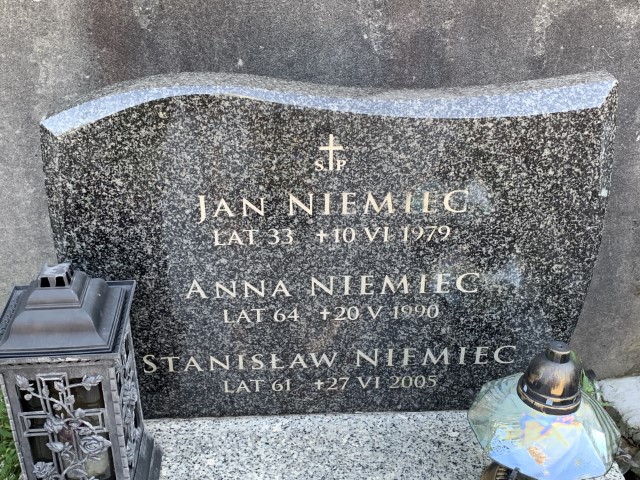 S P
JAN NIEMIEC
LAT 33 +10 VI 1979
ANNA NIEMIEC
LAT 64 +20 V 1990
STANISŁAW NIEMIEC
LAT 61 +27 VI 2005